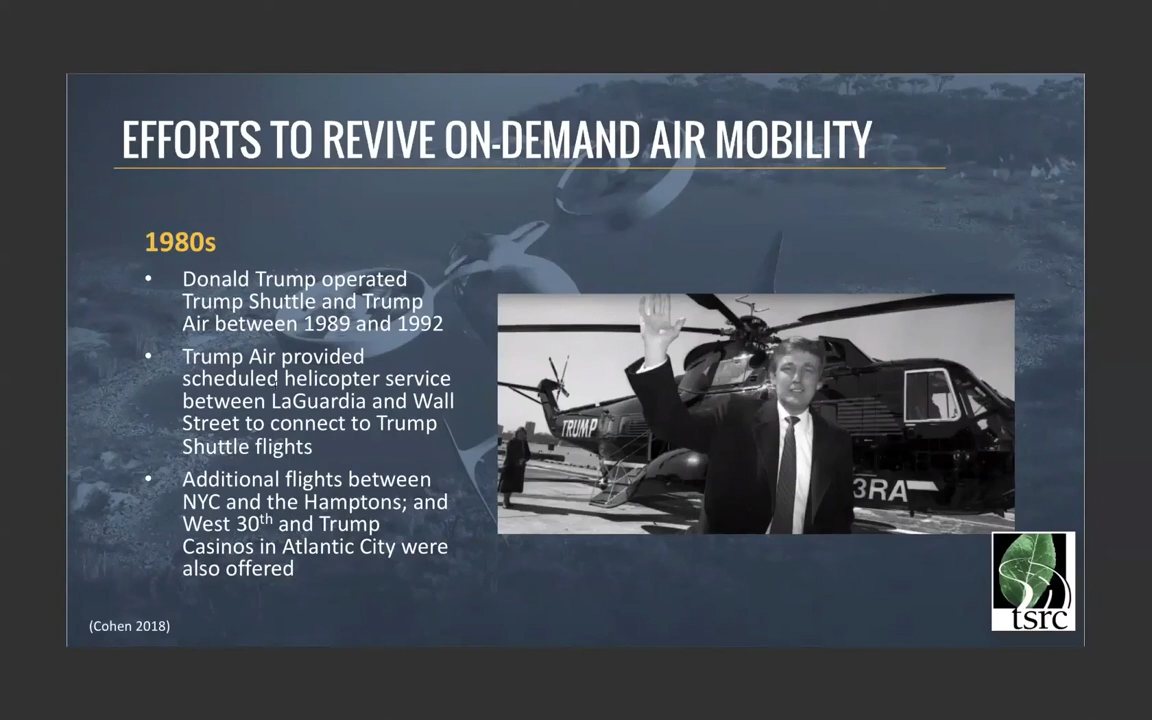 EFFORTS TO REVIVE ON-DEMAND AIR MOBILITY
1980s
• Donald Trump operated
Trump Shuttle and Trump
Air between 1989 and 1992
• Trump Air provided
scheduled helicopter service
between LaGuardia and Wall
Street to connect to Trump
Shuttle flights
• Additional flights between
NYC and the Hamptons; and
West 30th and Trump
Casinos in Atlantic City were
also offered
TRUMP
3RA
tsrc
(Cohen 2018)